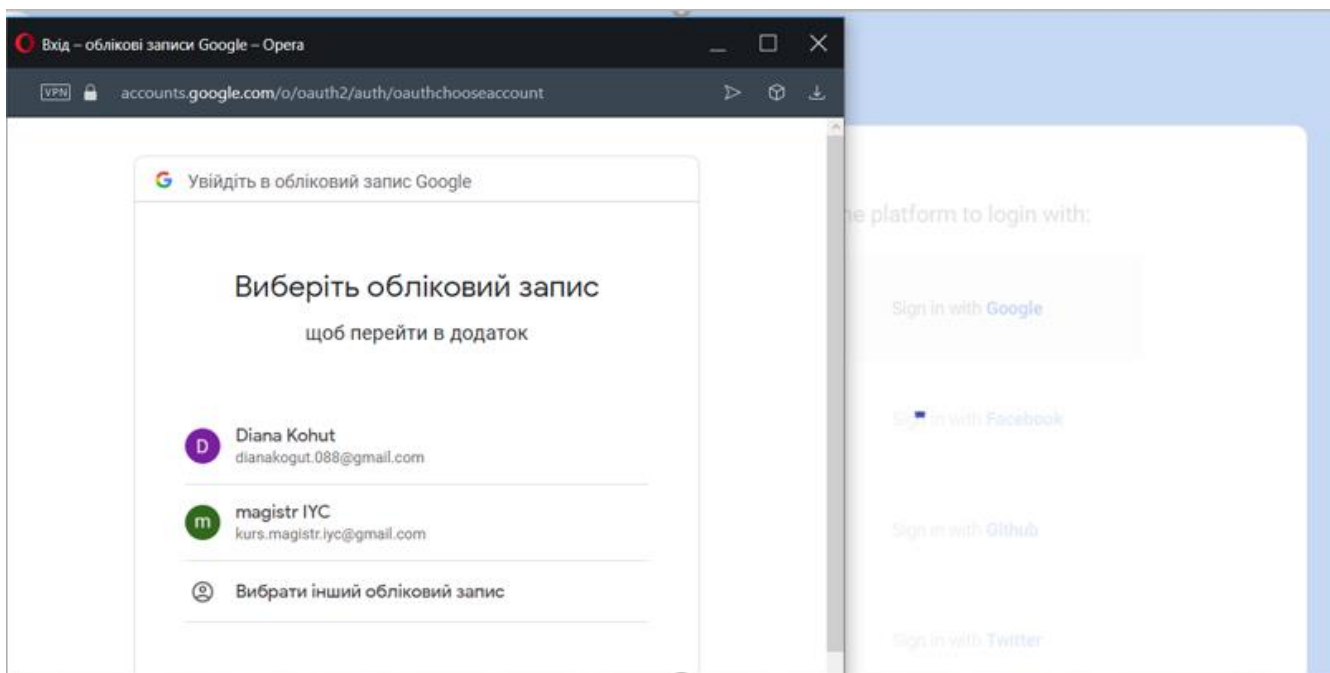 Вхід – облікові записи Google – Opera
VPN accounts.google.com/o/oauth2/auth/oauthchooseaccount
Увійдіть в обліковий запис Google
Виберіть обліковий запис
щоб перейти в додаток
D Diana Kohut
dianakogut.088@gmail.com
m magistr IYC
kurs.magistr.iyc@gmail.com
Вибрати інший обліковий запис
platform to login with:
Sign in with Google
Sign in with Facebook
Sign in with Github
Sign in with Twitter